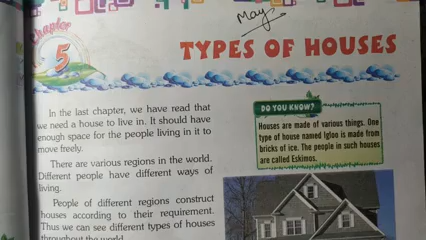 May
Chapter
5
TYPES OF HOUSES
In the last chapter, we have read that
we need a house to live in. It should have
enough space for the people living in it to
move freely.
There are various regions in the world.
Different people have different ways of
living.
People of different regions construct
houses according to their requirement.
Thus we can see different types of houses
throughout the world.
DO YOU KNOW?
Houses are made of various things. One
type of house named Igloo is made from
bricks of ice. The people in such houses
are called Eskimos.